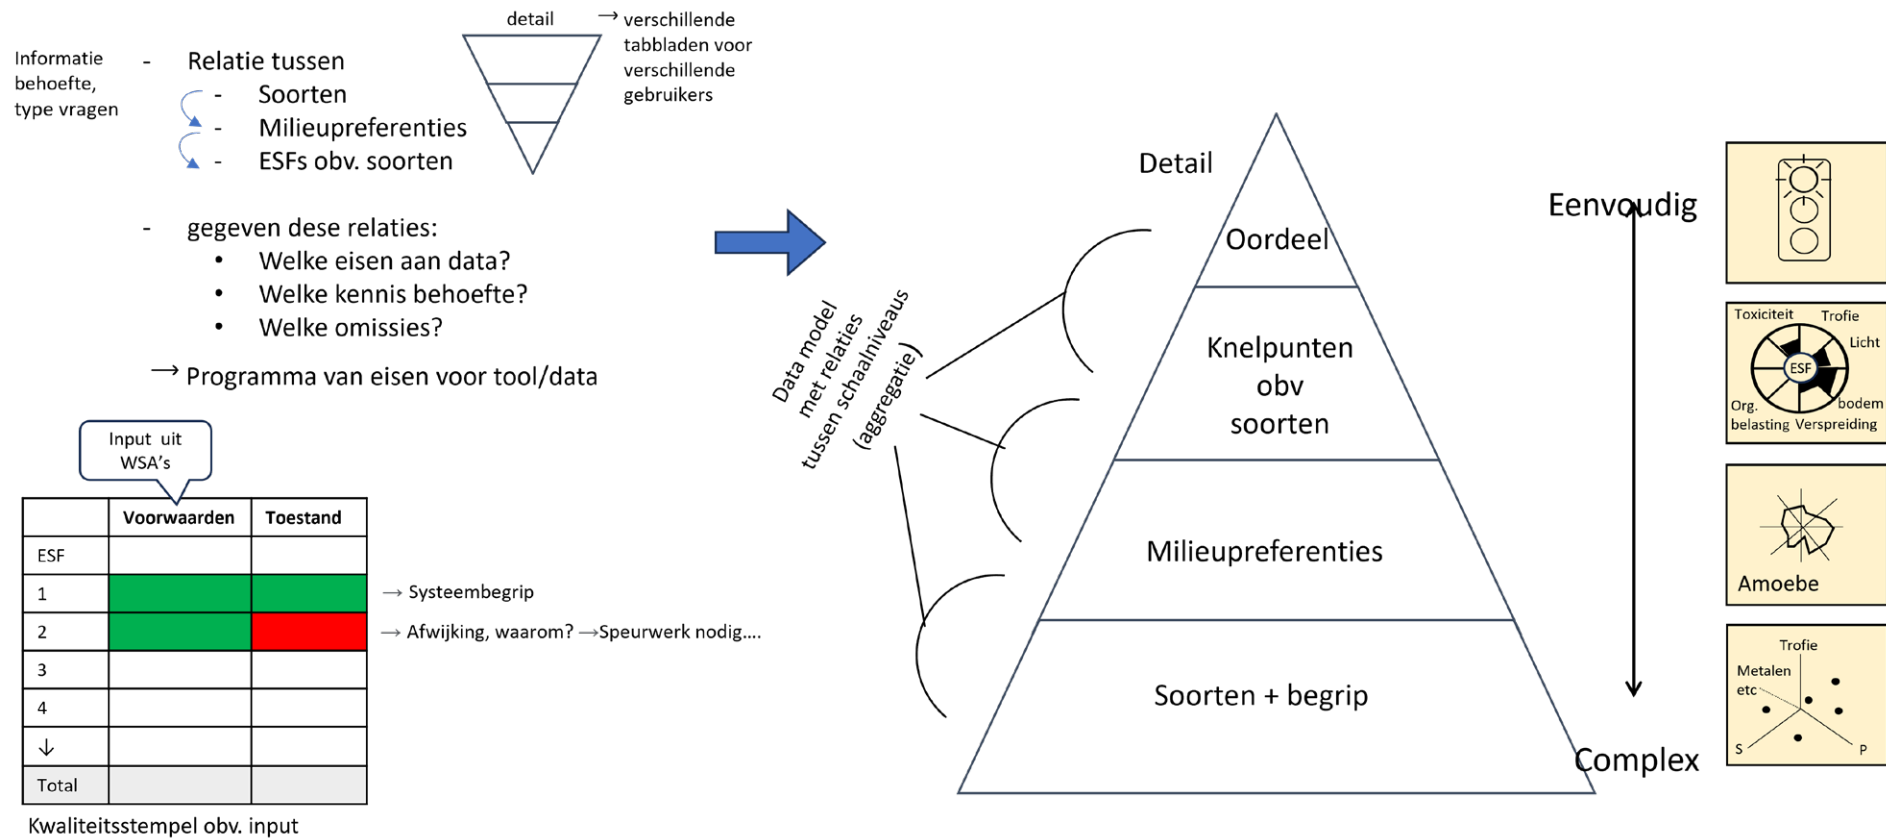 Informatie
behoefte,
type vragen
- Relatie tussen
- Soorten
- Milieupreferenties
- ESFs obv. soorten
detail
→ verschillende
tabbladen voor
verschillende
gebruikers
- gegeven dese relaties:
• Welke eisen aan data?
• Welke kennis behoefte?
• Welke omissies?
→ Programma van eisen voor tool/data
Input uit
WSA's
Voorwaarden Toestand
ESF
1
→ Systeembegrip
2
→ Afwijking, waarom? → Speurwerk nodig....
3
4
↓
Total
Kwaliteitsstempel obv. input
Data model
met relaties
tussen schaalniveaus
(aggregatie)
Detail
Oordeel
Knelpunten
obv
soorten
Milieupreferenties
Soorten + begrip
Eenvoudig
Complex
Toxiciteit Trofie
Licht
ESF
Org. bodem
belasting Verspreiding
Amoebe
Trofie
Metalen
etc
S P